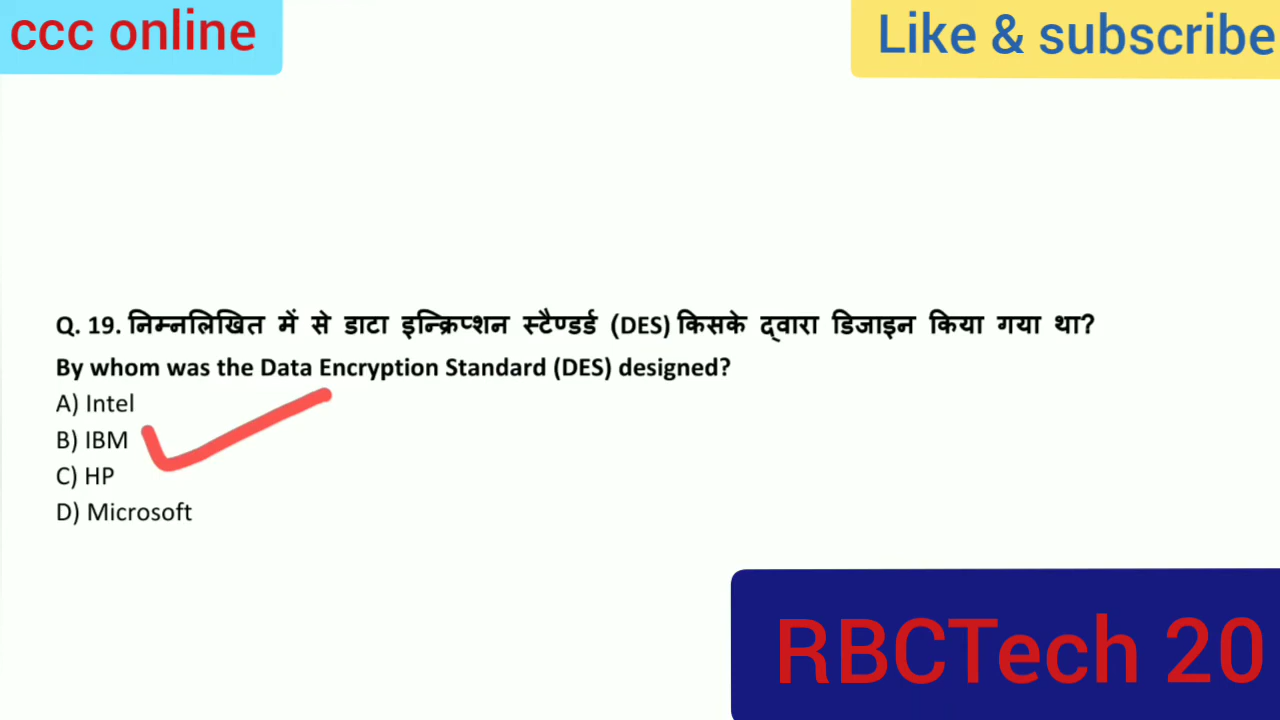 ccc online
Like & subscribe
Q. 19. निम्नलिखित में से डाटा इन्क्रिप्शन स्टैण्डर्ड (DES) किसके द्वारा डिजाइन किया गया था?
By whom was the Data Encryption Standard (DES) designed?
A) Intel
B) IBM
C) HP
D) Microsoft
RBCTech 20